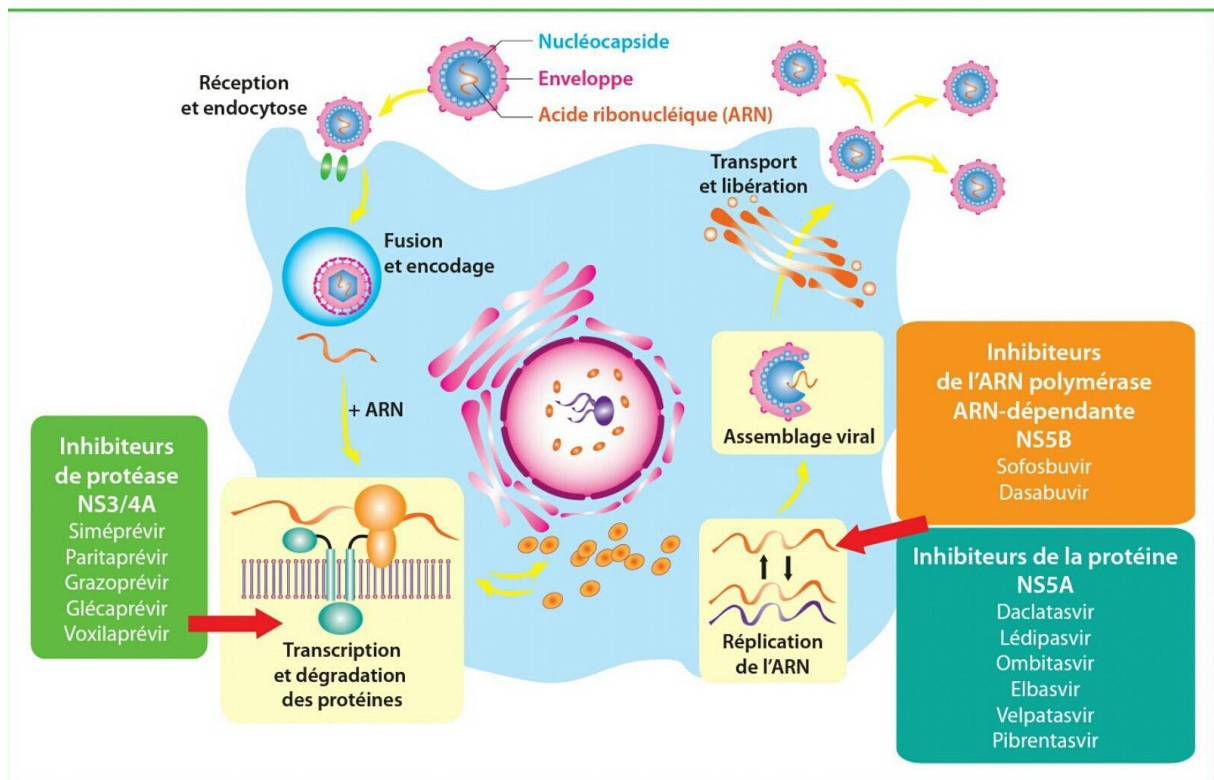 Nucléocapside
Enveloppe
Acide ribonucléique (ARN)
Réception
et endocytose
Fusion
et encodage
+ ARN
Inhibiteurs
de protéase
NS3/4A
Siméprévir
Paritaprévir
Grazoprévir
Glécaprévir
Voxilaprévir
Transcription
et dégradation
des protéines
Transport
et libération
Assemblage viral
Réplication
de l'ARN
Inhibiteurs
de l'ARN polymérase
ARN-dépendante
NS5B
Sofosbuvir
Dasabuvir
Inhibiteurs de la protéine
NS5A
Daclatasvir
Lédipasvir
Ombitasvir
Elbasvir
Velpatasvir
Pibrentasvir